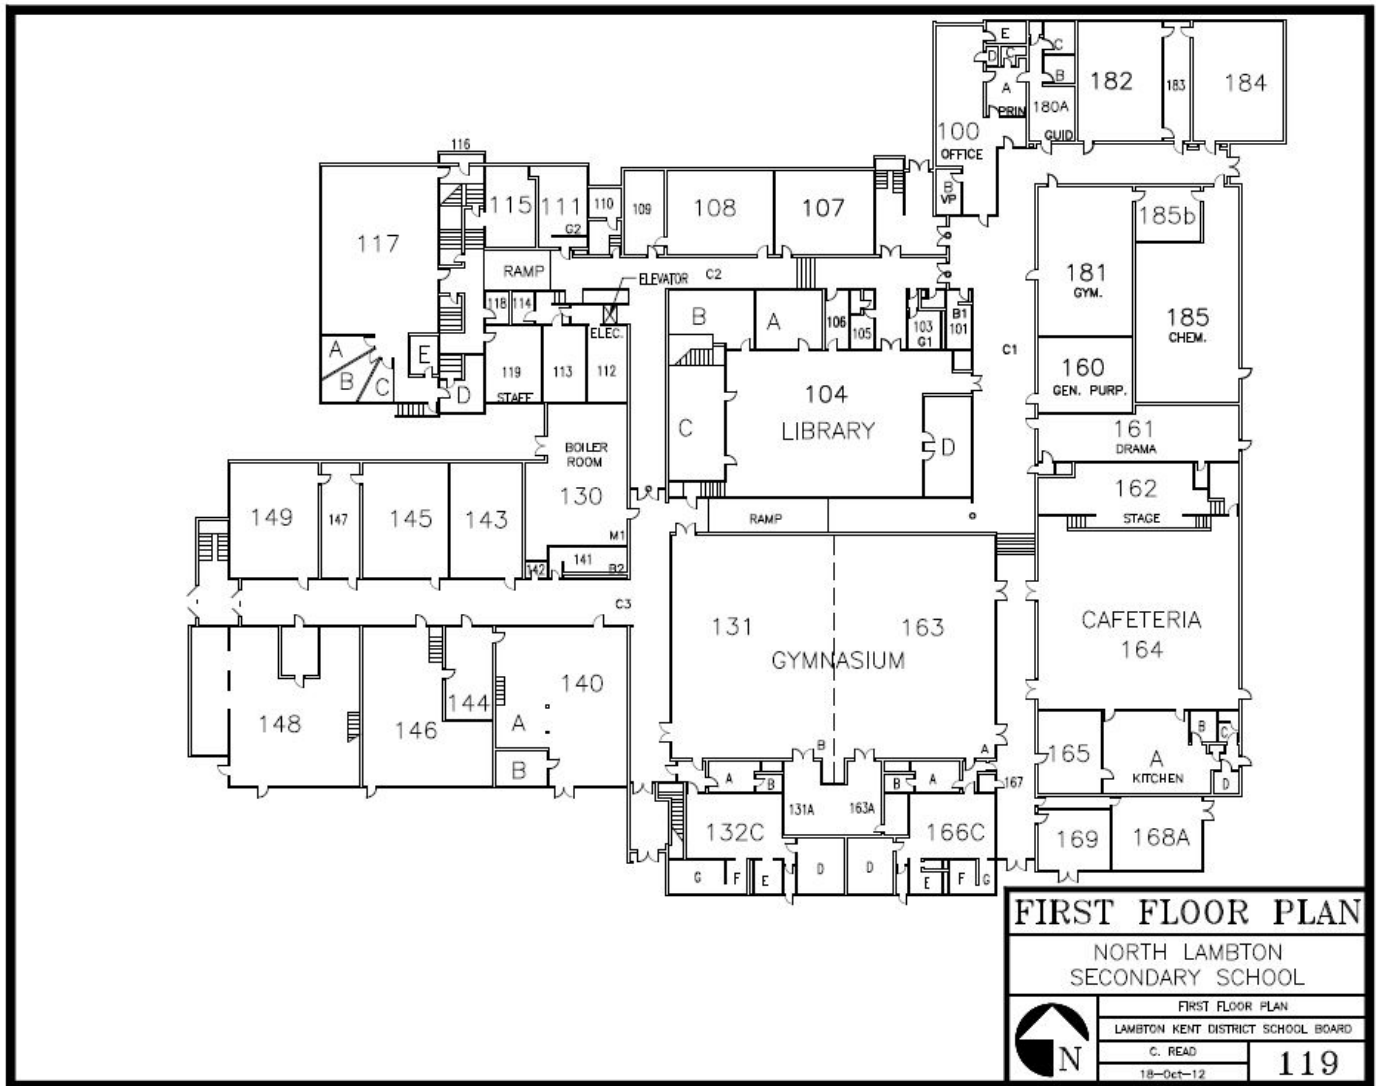 E
C
D
C
A
B
PRIN
180A
GUID
182
183
184
100
OFFICE
B
VP
116
117
115
111
G2
110
109
108
107
185b
181
GYM.
185
CHEM.
RAMP
ELEVATOR
C2
118
114
B
A
106
105
103
G1
B1
101
C1
ELEC.
A
B
C
E
D
119
STAFF
113
112
104
LIBRARY
C
D
160
GEN. PURP.
161
DRAMA
BOILER
ROOM
130
M1
162
STAGE
149
147
145
143
142
141
B2
RAMP
C3
131
163
GYMNASIUM
B
A
CAFETERIA
164
148
146
144
140
A
B
165
A
KITCHEN
B
C
D
A
B
131A
163A
B
A
167
132C
166C
169
168A
G
F
E
D
D
E
F
G
FIRST FLOOR PLAN
NORTH LAMBTON
SECONDARY SCHOOL
N
FIRST FLOOR PLAN
LAMBTON KENT DISTRICT SCHOOL BOARD
C. READ
18-Oct-12
119